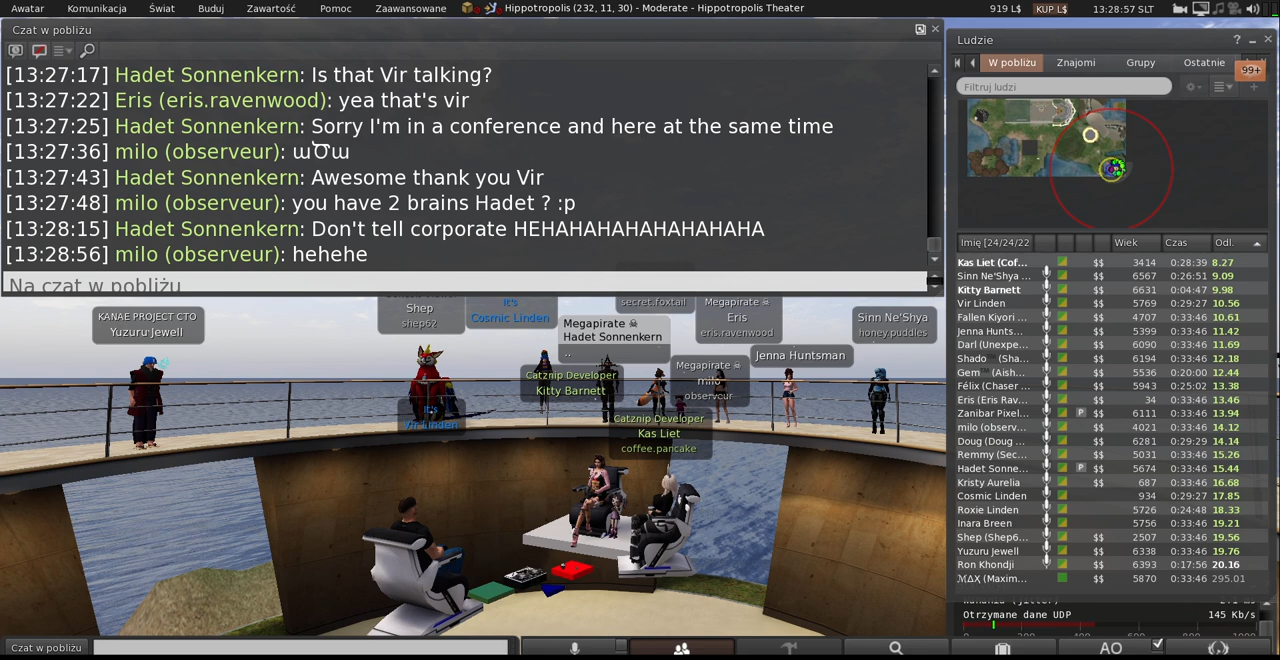 Awatar Komunikacja Świat Buduj Zawartość Pomoc Zaawansowane Hippotropolis (232, 11, 30) - Moderate - Hippotropolis Theater 919 L$ KUP L$ 13:28:57 SLT
Czat w pobliżu
[13:27:17] Hadet Sonnenkern: Is that Vir talking?
[13:27:22] Eris (eris.ravenwood): yea that's vir
[13:27:25] Hadet Sonnenkern: Sorry I'm in a conference and here at the same time
[13:27:36] milo (observeur):
[13:27:43] Hadet Sonnenkern: Awesome thank you Vir
[13:27:48] milo (observeur): you have 2 brains Hadet ? :p
[13:28:15] Hadet Sonnenkern: Don't tell corporate HEHAHAHAHAHAHAHAHA
[13:28:56] milo (observeur): hehehe
Na czat w pobliżu
KANAE PROJECT CTO
Yuzuru Jewell
Shep
shep62
It's
Cosmic Linden
secret.foxtail
Megapirate ☠
Hadet Sonnenkern
..
Megapirate ☠
Eris
eris.ravenwood
Sinn Ne'Shya
honey.puddles
Jenna Huntsman
Megapirate ☠
milo
observeur
Catznip Developer
Kitty Barnett
It's
Vir Linden
Catznip Developer
Kas Liet
coffee.pancake
Czat w pobliżu
AO
Ludzie
? _ ×
W pobliżu Znajomi Grupy Ostatnie
99+
Filtruj ludzi
Imię [24/24/22 Wiek Czas Odl.
Kas Liet (Cof... $$ 3414 0:28:39 8.27
Sinn Ne'Shya ... $$ 6567 0:26:51 9.09
Kitty Barnett $$ 6631 0:04:47 9.98
Vir Linden $$ 5769 0:29:27 10.56
Fallen Kiyori ... $$ 4707 0:33:46 10.61
Jenna Hunts... $$ 5399 0:33:46 11.42
Darl (Unexpe... $$ 6090 0:33:46 11.69
Shado™ (Sha... $$ 6194 0:33:46 12.18
Gem™ (Aish... $$ 5536 0:20:00 12.44
Félix (Chaser ... $$ 5943 0:25:02 13.38
Eris (Eris Rav... $$ 34 0:33:46 13.46
Zanibar Pixel... P $$ 6111 0:33:46 13.94
milo (observ... $$ 4021 0:33:46 14.12
Doug (Doug ... $$ 6281 0:29:29 14.14
Remmy (Sec... $$ 5031 0:33:46 15.26
Hadet Sonne... P $$ 5674 0:33:46 15.44
Kristy Aurelia $$ 687 0:33:46 16.68
Cosmic Linden 934 0:29:27 17.85
Roxie Linden 5726 0:24:48 18.33
Inara Breen 5756 0:33:46 19.21
Shep (Shep6... $$ 2507 0:33:46 19.56
Yuzuru Jewell $$ 6338 0:33:46 19.76
Ron Khondji $$ 6393 0:17:56 20.16
ℳΔχ (Maxim... $$ 5870 0:33:46 295.01
Otrzymane dane UDP 145 Kb/s